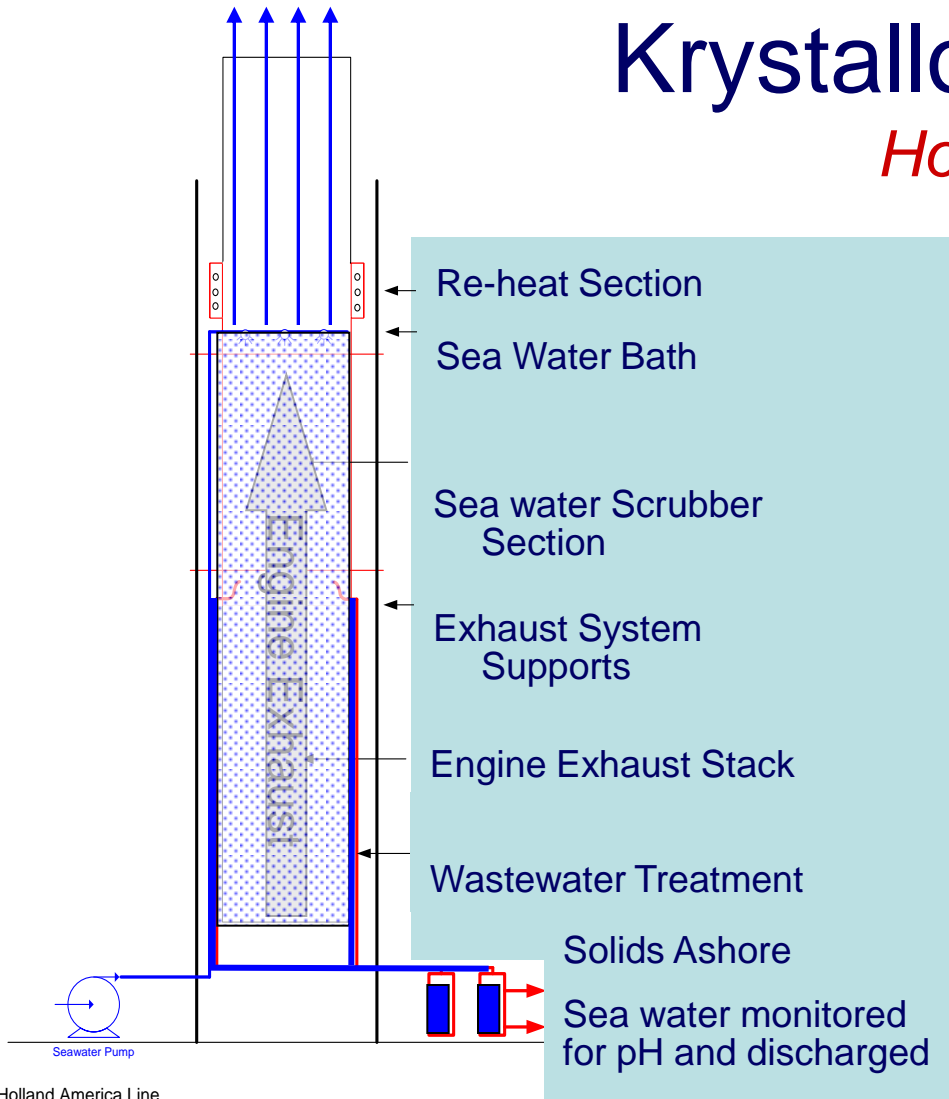 Krystallo
Ho
Re-heat Section
Sea Water Bath
Sea water Scrubber
Section
Exhaust System
Supports
Engine Exhaust Stack
Wastewater Treatment
Solids Ashore
Sea water monitored
for pH and discharged
Engine Exhaust
Seawater Pump
Holland America Line